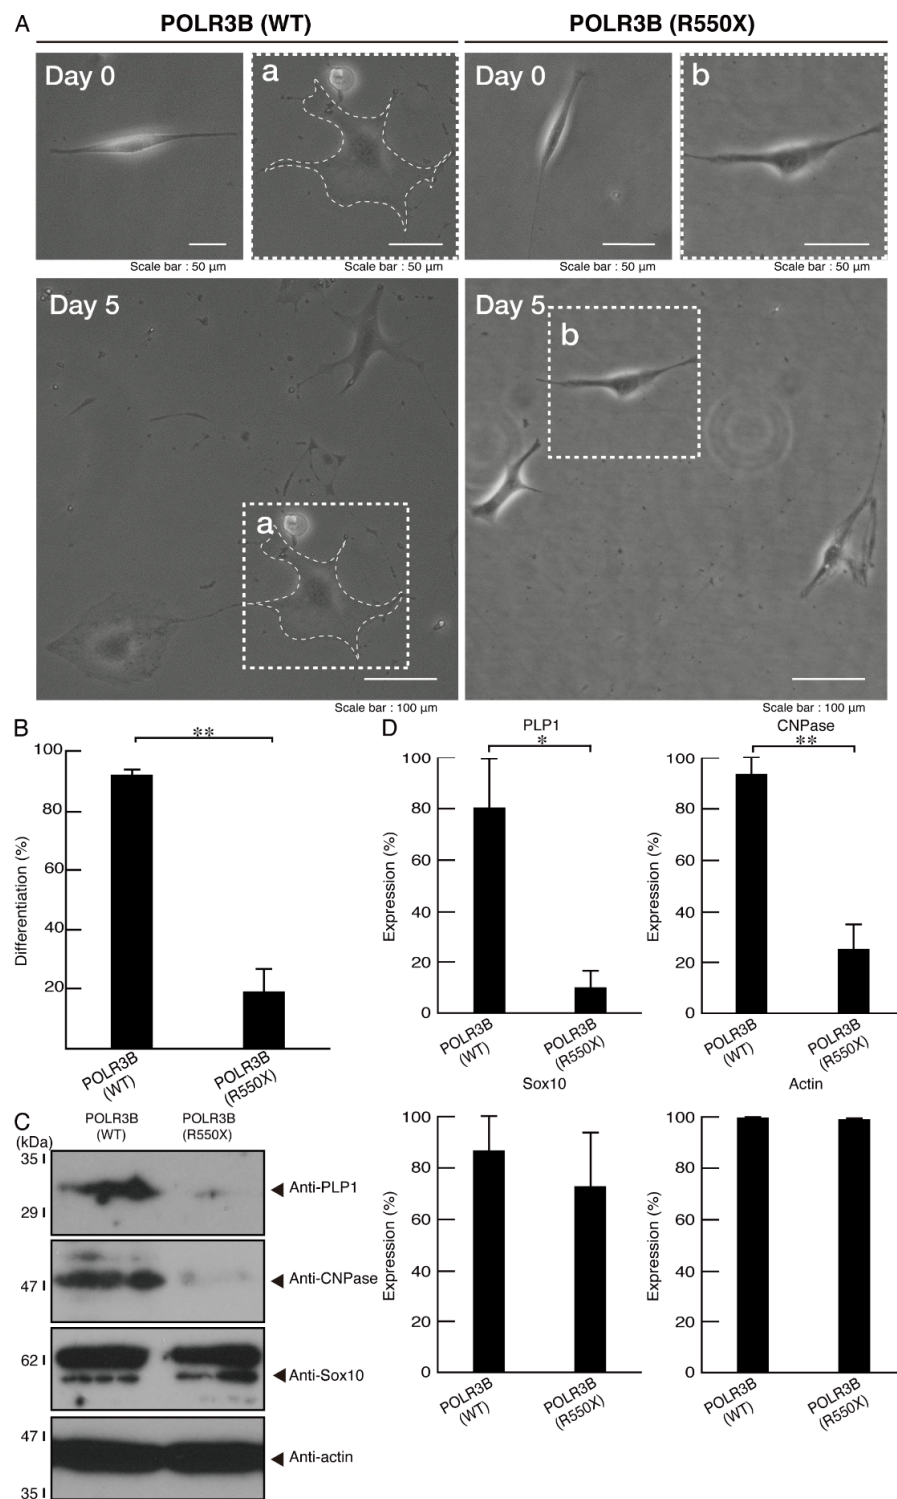 A
POLR3B (WT)
POLR3B (R550X)
Day 0
a
Day 0
b
Scale bar : 50 µm
Scale bar : 50 µm
Scale bar : 50 µm
Scale bar : 50 µm
Day 5
a
Day 5
b
Scale bar : 100 µm
Scale bar : 100 µm
B
**
100
80
60
40
20
Differentiation (%)
POLR3B
(WT)
POLR3B
(R550X)
C
(kDa)
POLR3B
(WT)
POLR3B
(R550X)
35
29
Anti-PLP1
47
Anti-CNPase
62
Anti-Sox10
47
35
Anti-actin
D
PLP1
*
100
80
60
40
20
0
Expression (%)
POLR3B
(WT)
POLR3B
(R550X)
CNPase
**
100
80
60
40
20
0
Expression (%)
POLR3B
(WT)
POLR3B
(R550X)
Sox10
100
80
60
40
20
0
Expression (%)
POLR3B
(WT)
POLR3B
(R550X)
Actin
100
80
60
40
20
0
Expression (%)
POLR3B
(WT)
POLR3B
(R550X)